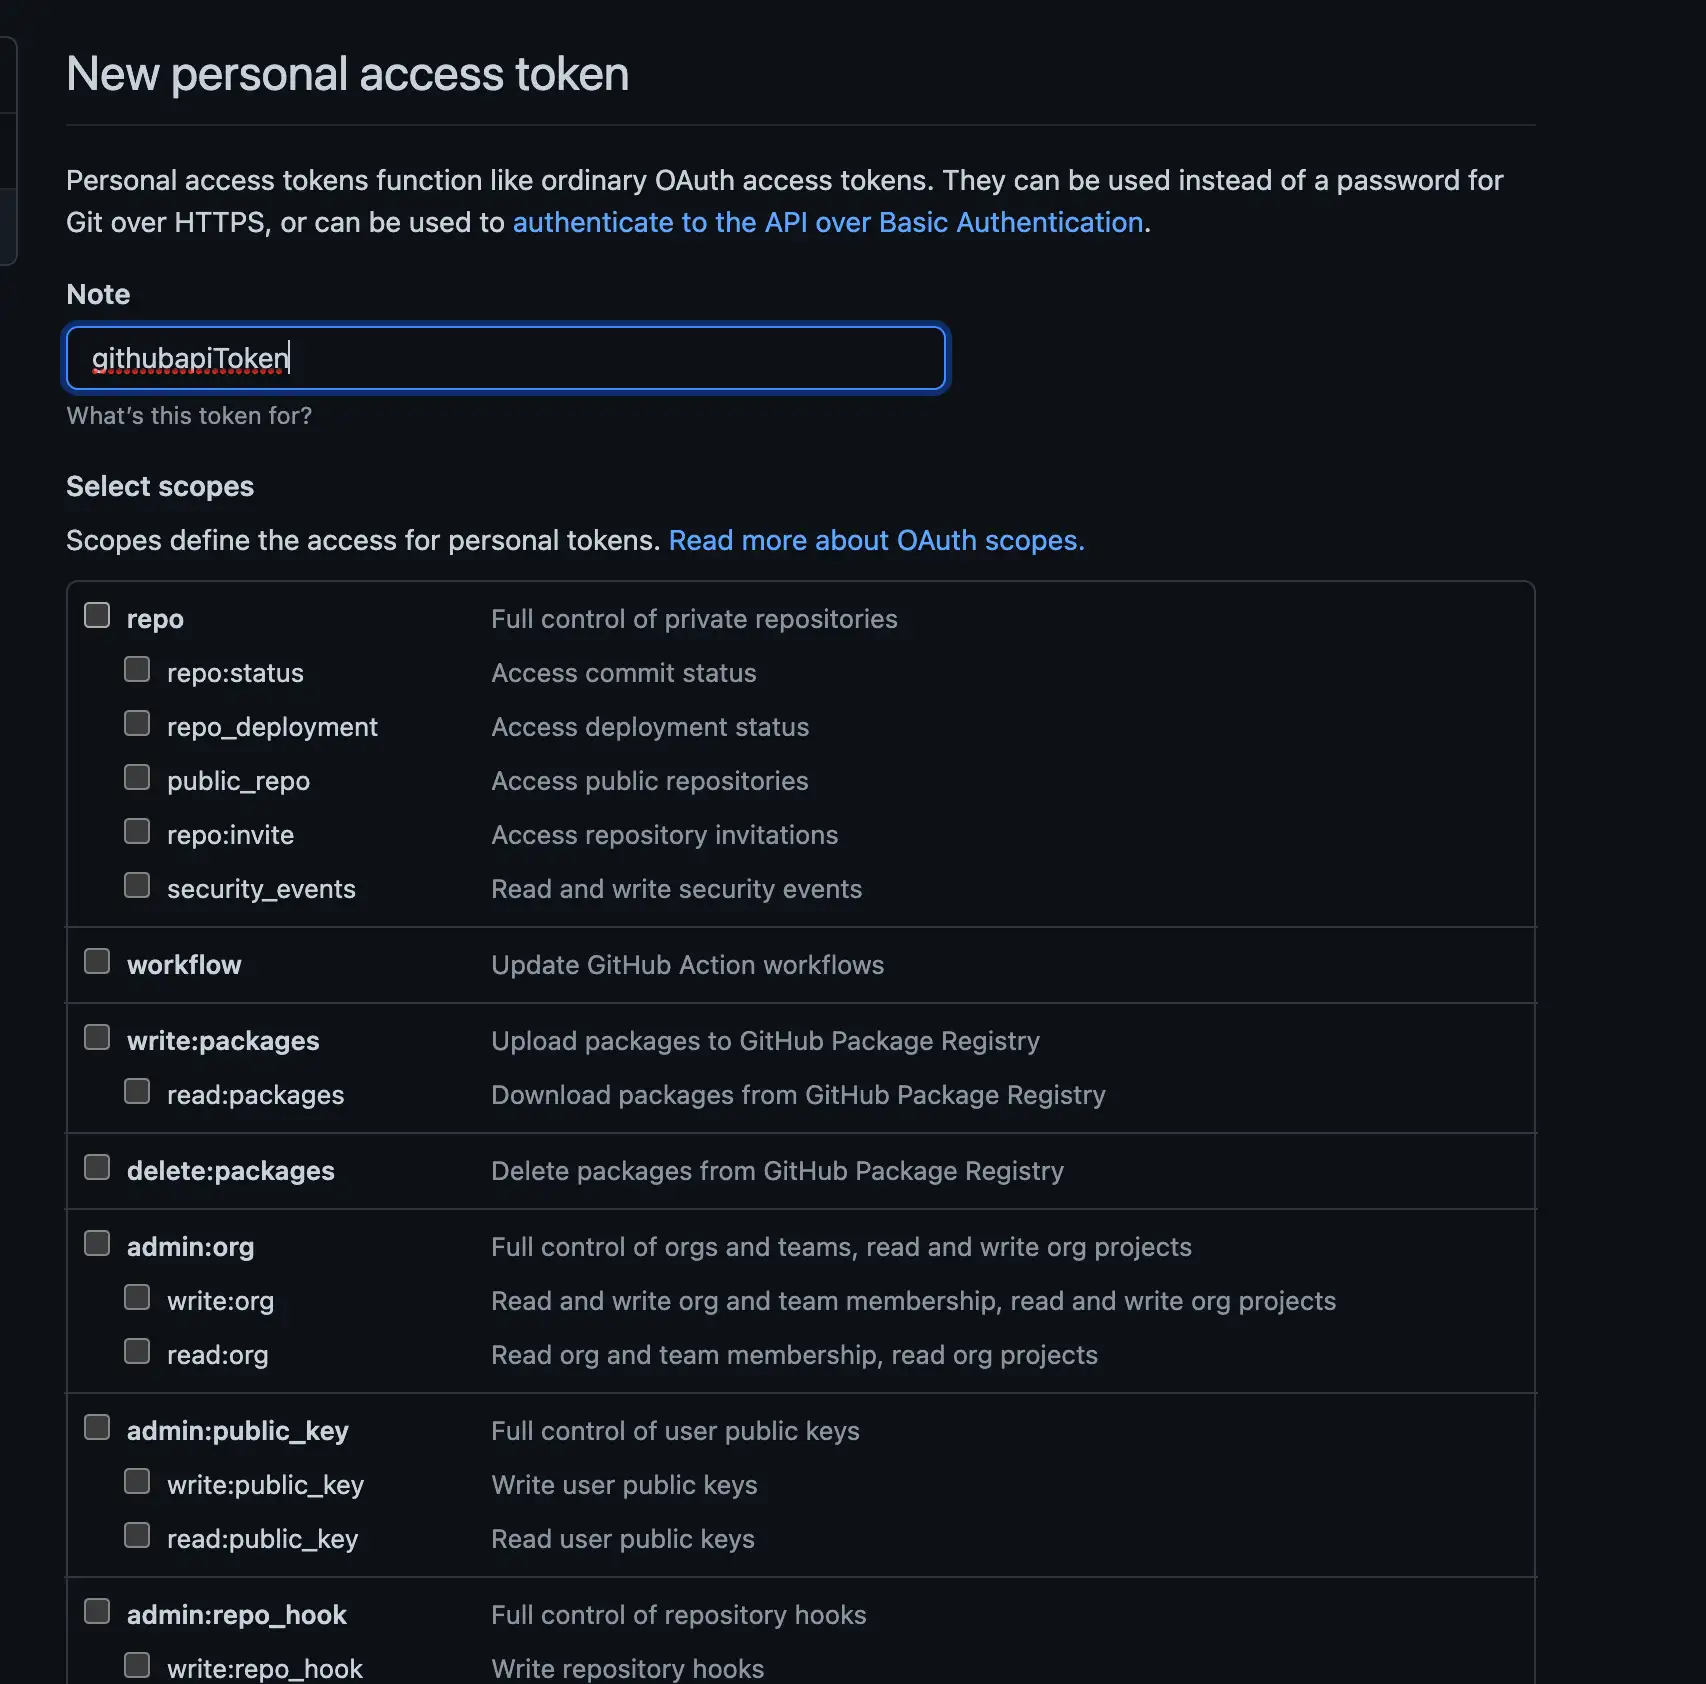 New personal access token
Personal access tokens function like ordinary OAuth access tokens. They can be used instead of a password for
Git over HTTPS, or can be used to authenticate to the API over Basic Authentication.
Note
githubapiToken
What's this token for?
Select scopes
Scopes define the access for personal tokens. Read more about OAuth scopes.
repo Full control of private repositories
repo:status Access commit status
repo_deployment Access deployment status
public_repo Access public repositories
repo:invite Access repository invitations
security_events Read and write security events
workflow Update GitHub Action workflows
write:packages Upload packages to GitHub Package Registry
read:packages Download packages from GitHub Package Registry
delete:packages Delete packages from GitHub Package Registry
admin:org Full control of orgs and teams, read and write org projects
write:org Read and write org and team membership, read and write org projects
read:org Read org and team membership, read org projects
admin:public_key Full control of user public keys
write:public_key Write user public keys
read:public_key Read user public keys
admin:repo_hook Full control of repository hooks
write:repo_hook Write repository hooks